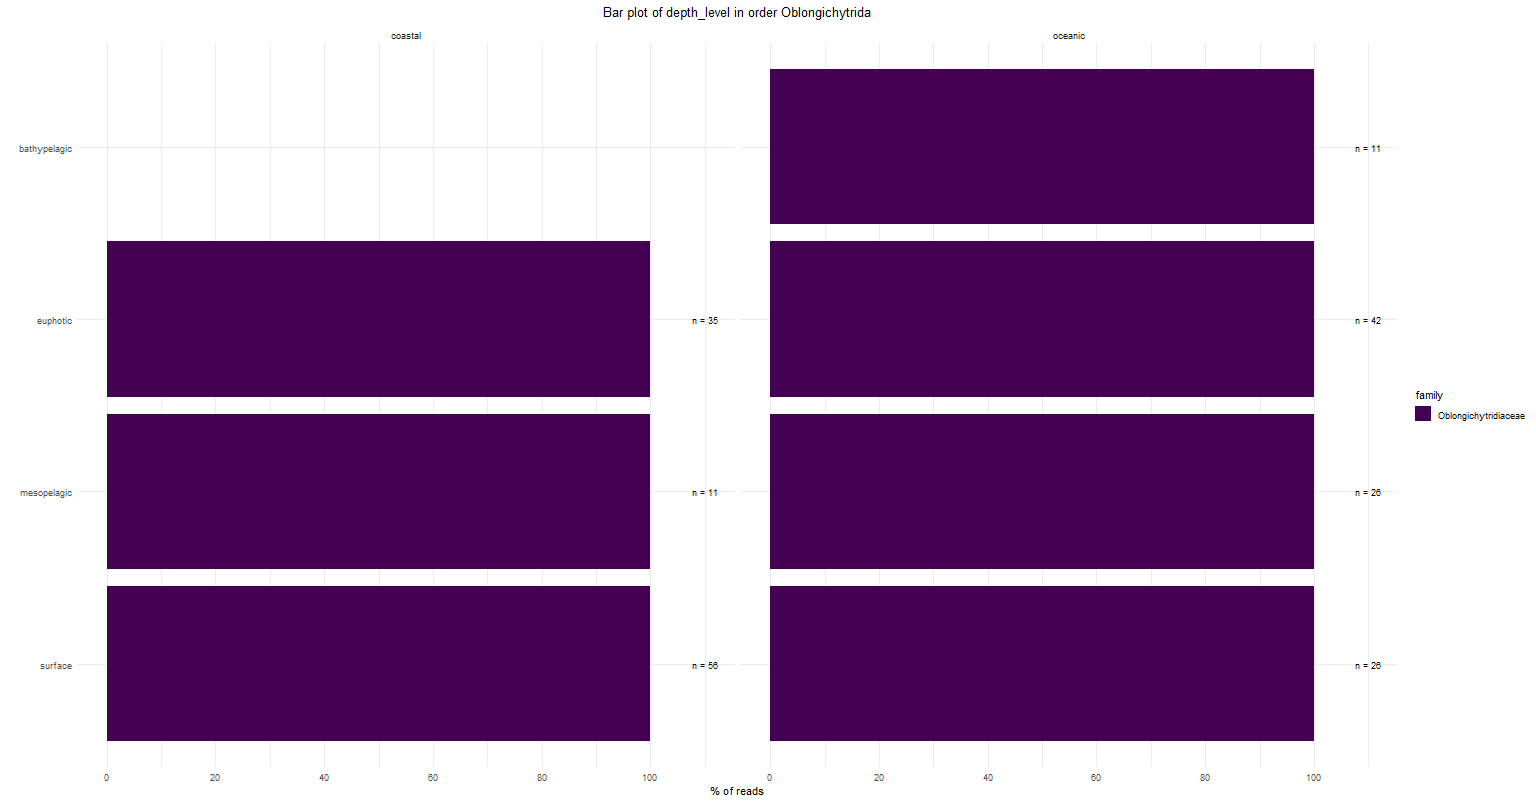 Bar plot of depth_level in order Oblongichytrida
coastal
oceanic
bathypelagic
n = 11
euphotic
n = 35
n = 42
family
Oblongichytridiaceae
mesopelagic
n = 11
n = 26
surface
n = 56
n = 26
0 20 40 60 80 100
0 20 40 60 80 100
% of reads